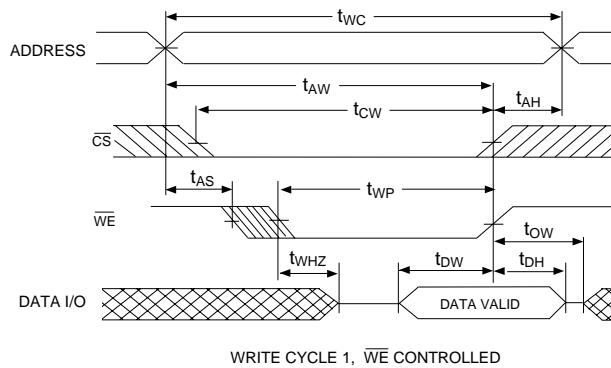 tWC
ADDRESS
tAW
tAH
tCW
CS
tAS
tWP
WE
tOW
tWHZ
tDW
tDH
DATA I/O
DATA VALID
WRITE CYCLE 1, WE CONTROLLED